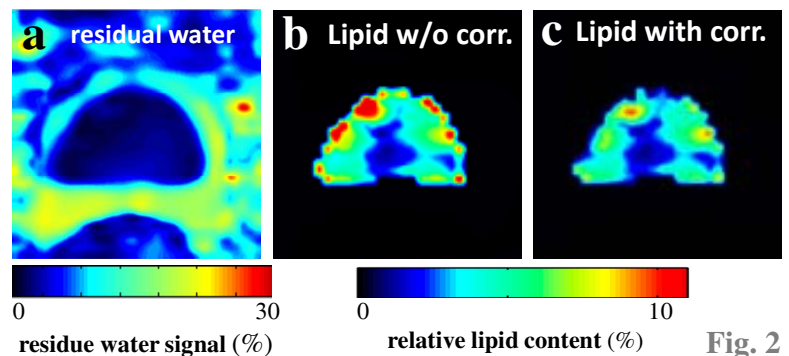 a residual water
b Lipid w/o corr.
c Lipid with corr.
0 30
residue water signal (%)
0 10
relative lipid content (%)
Fig. 2